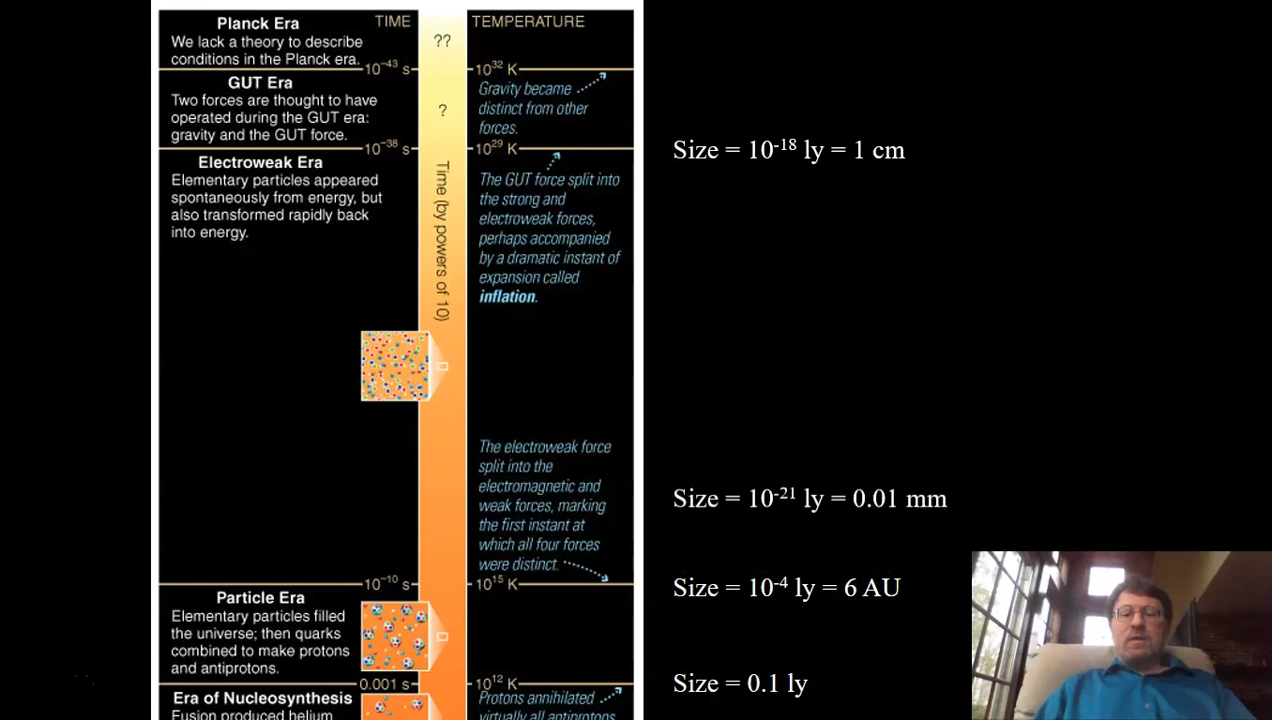 Planck Era
TIME
TEMPERATURE
We lack a theory to describe
conditions in the Planck era.
??
10⁻⁴³ s
10³² K
GUT Era
Two forces are thought to have
operated during the GUT era:
gravity and the GUT force.
?
Gravity became
distinct from other
forces.
10⁻³⁸ s
10²⁹ K
Size = 10⁻¹⁸ ly = 1 cm
Electroweak Era
Elementary particles appeared
spontaneously from energy, but
also transformed rapidly back
into energy.
Time (by powers of 10)
The GUT force split into
the strong and
electroweak forces,
perhaps accompanied
by a dramatic instant of
expansion called
inflation.
The electroweak force
split into the
electromagnetic and
weak forces, marking
the first instant at
which all four forces
were distinct.
Size = 10⁻²¹ ly = 0.01 mm
10⁻¹⁰ s
10¹⁵ K
Size = 10⁻⁴ ly = 6 AU
Particle Era
Elementary particles filled
the universe; then quarks
combined to make protons
and antiprotons.
0.001 s
10¹² K
Size = 0.1 ly
Era of Nucleosynthesis
Fusion produced helium
Protons annihilated
virtually all antiprotons